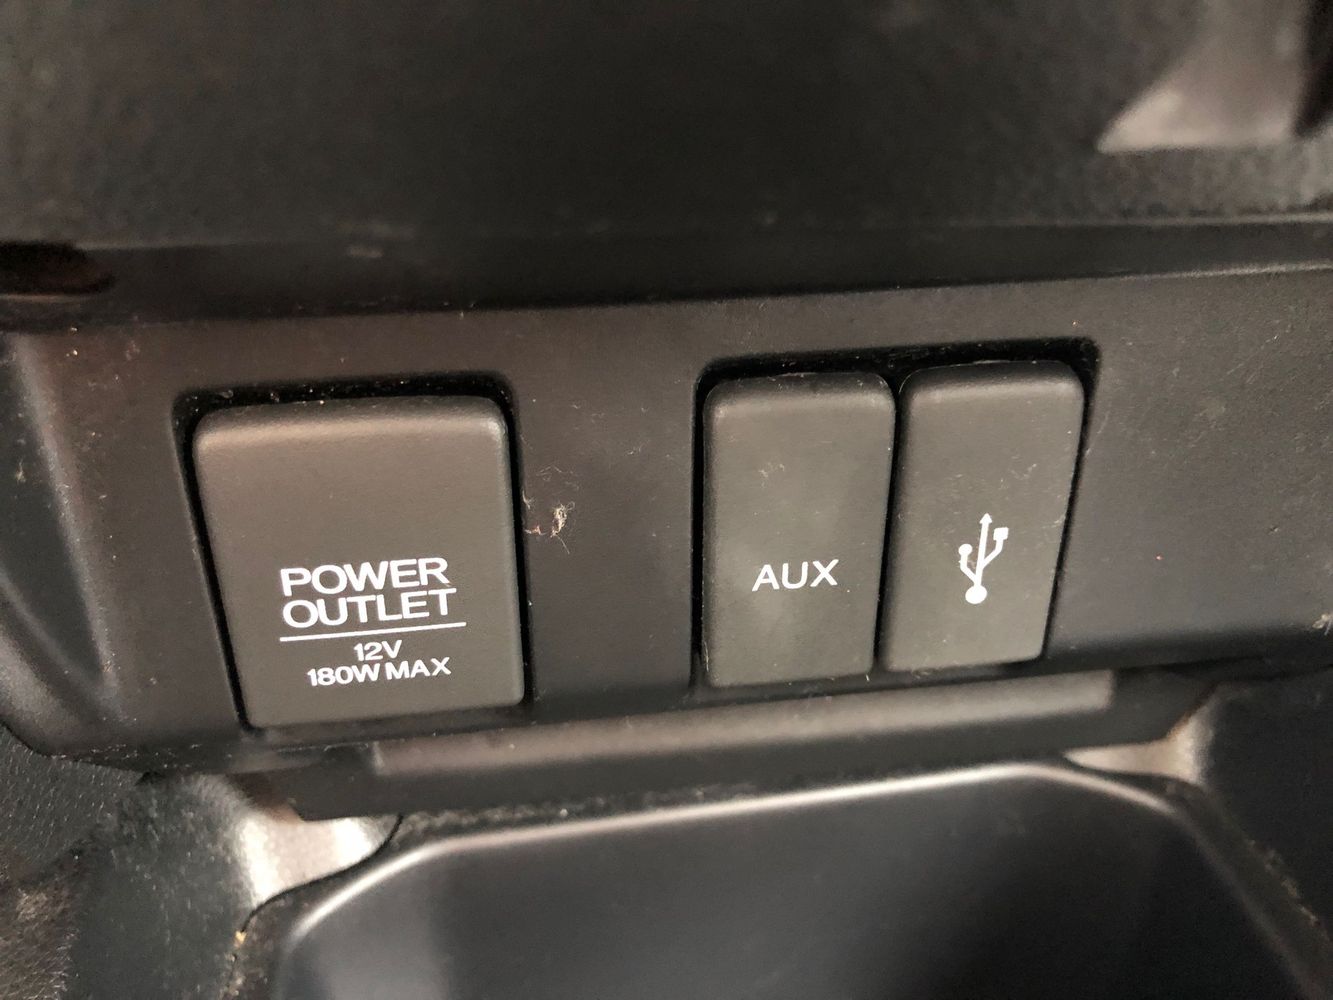 POWER
OUTLET
12V
180W MAX
AUX